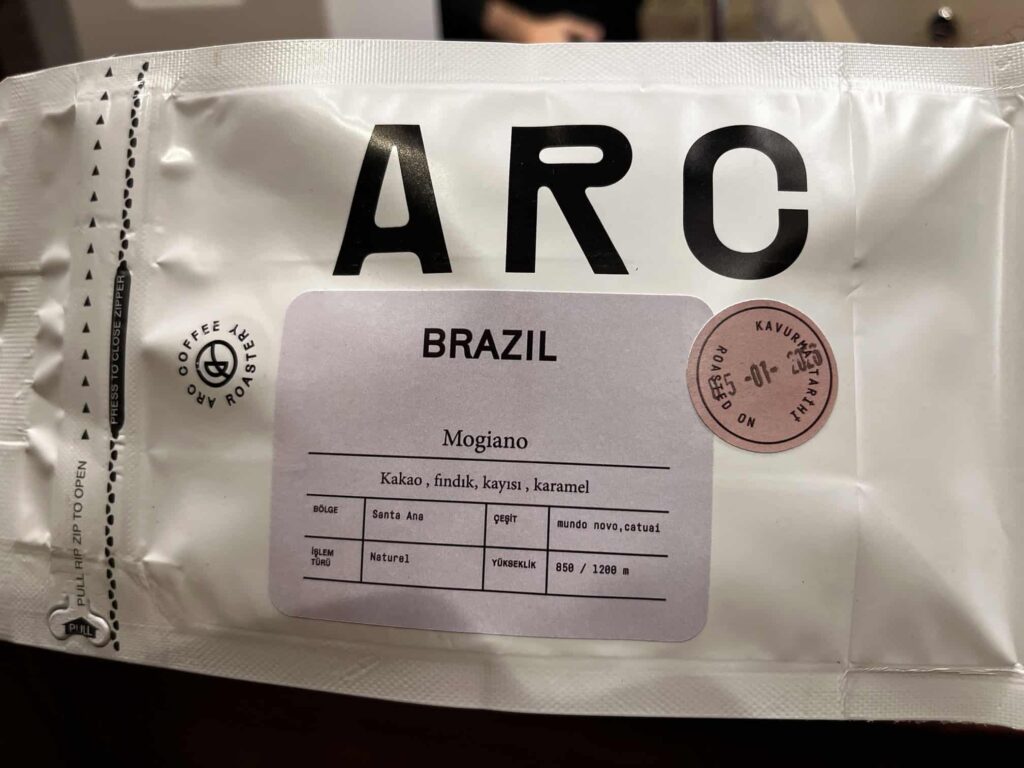 ARC
BRAZIL
Mogiano
Kakao , fındık, kayısı , karamel
BÖLGE
Santa Ana
ÇEŞİT
mundo novo,catuai
İŞLEM
TÜRÜ
Naturel
YÜKSEKLİK
850 / 1200 m
KAVURMA TARİHİ
-01-
ROASTED ON
ARC COFFEE ROASTERY
PRESS TO CLOSE ZIPPER
PULL RIP ZIP TO OPEN
PULL